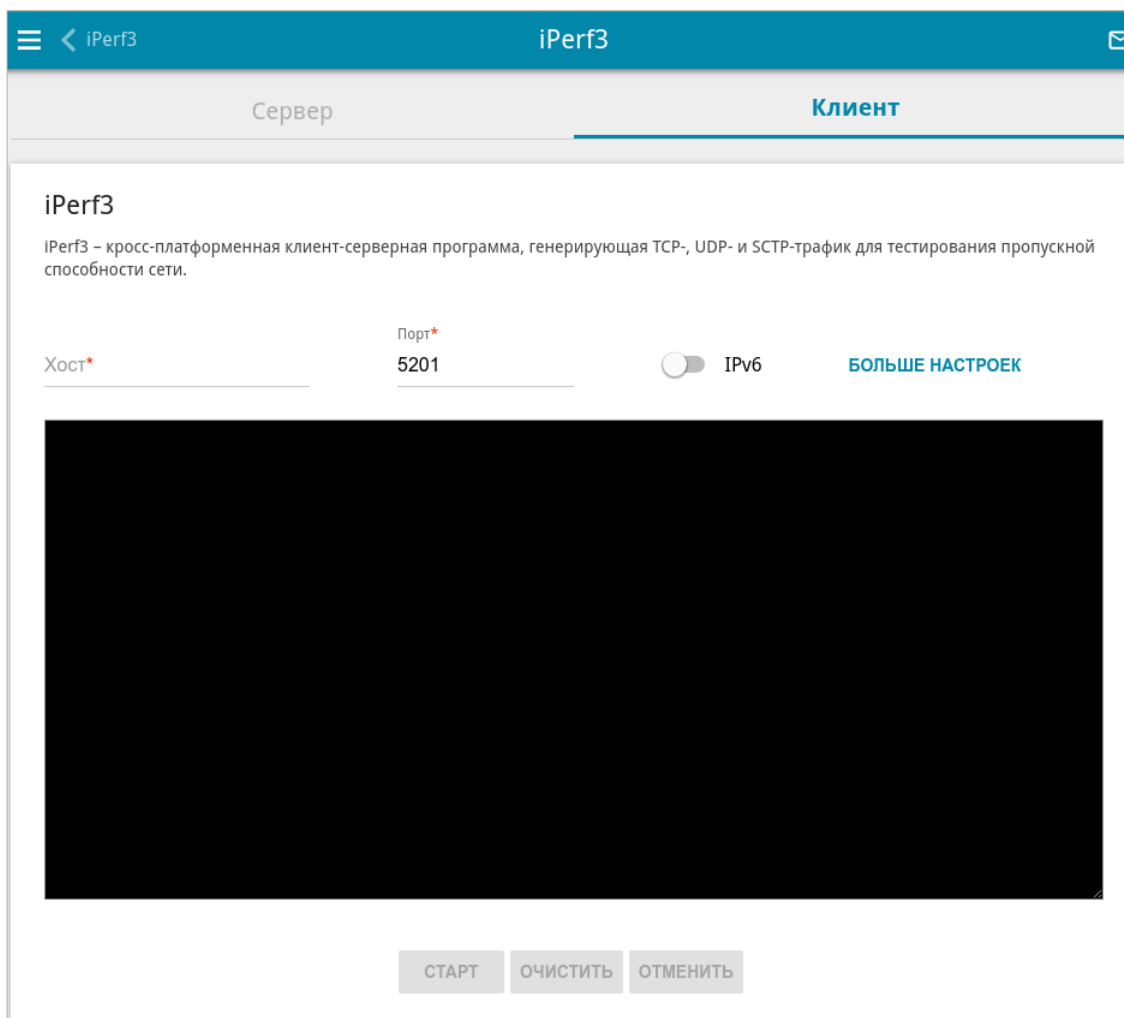 iPerf3
iPerf3
Сервер
Клиент
iPerf3
iPerf3 – кросс-платформенная клиент-серверная программа, генерирующая TCP-, UDP- и SCTP-трафик для тестирования пропускной
способности сети.
Хост*
Порт*
5201
IPv6
БОЛЬШЕ НАСТРОЕК
СТАРТ
ОЧИСТИТЬ
ОТМЕНИТЬ